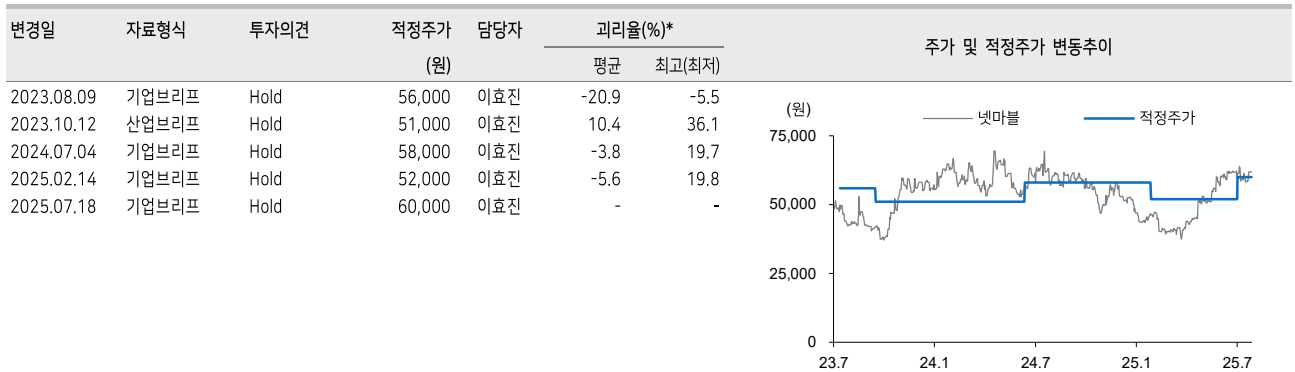 변경일 자료형식 투자의견 적정주가 담당자 괴리율(%)* 주가 및 적정주가 변동추이
(원) 평균 최고(최저)
2023.08.09 기업브리프 Hold 56,000 이효진 -20.9 -5.5
2023.10.12 산업브리프 Hold 51,000 이효진 10.4 36.1
2024.07.04 기업브리프 Hold 58,000 이효진 -3.8 19.7
2025.02.14 기업브리프 Hold 52,000 이효진 -5.6 19.8
2025.07.18 기업브리프 Hold 60,000 이효진 - -
(원) 넷마블 적정주가
75,000
50,000
25,000
0
23.7 24.1 24.7 25.1 25.7